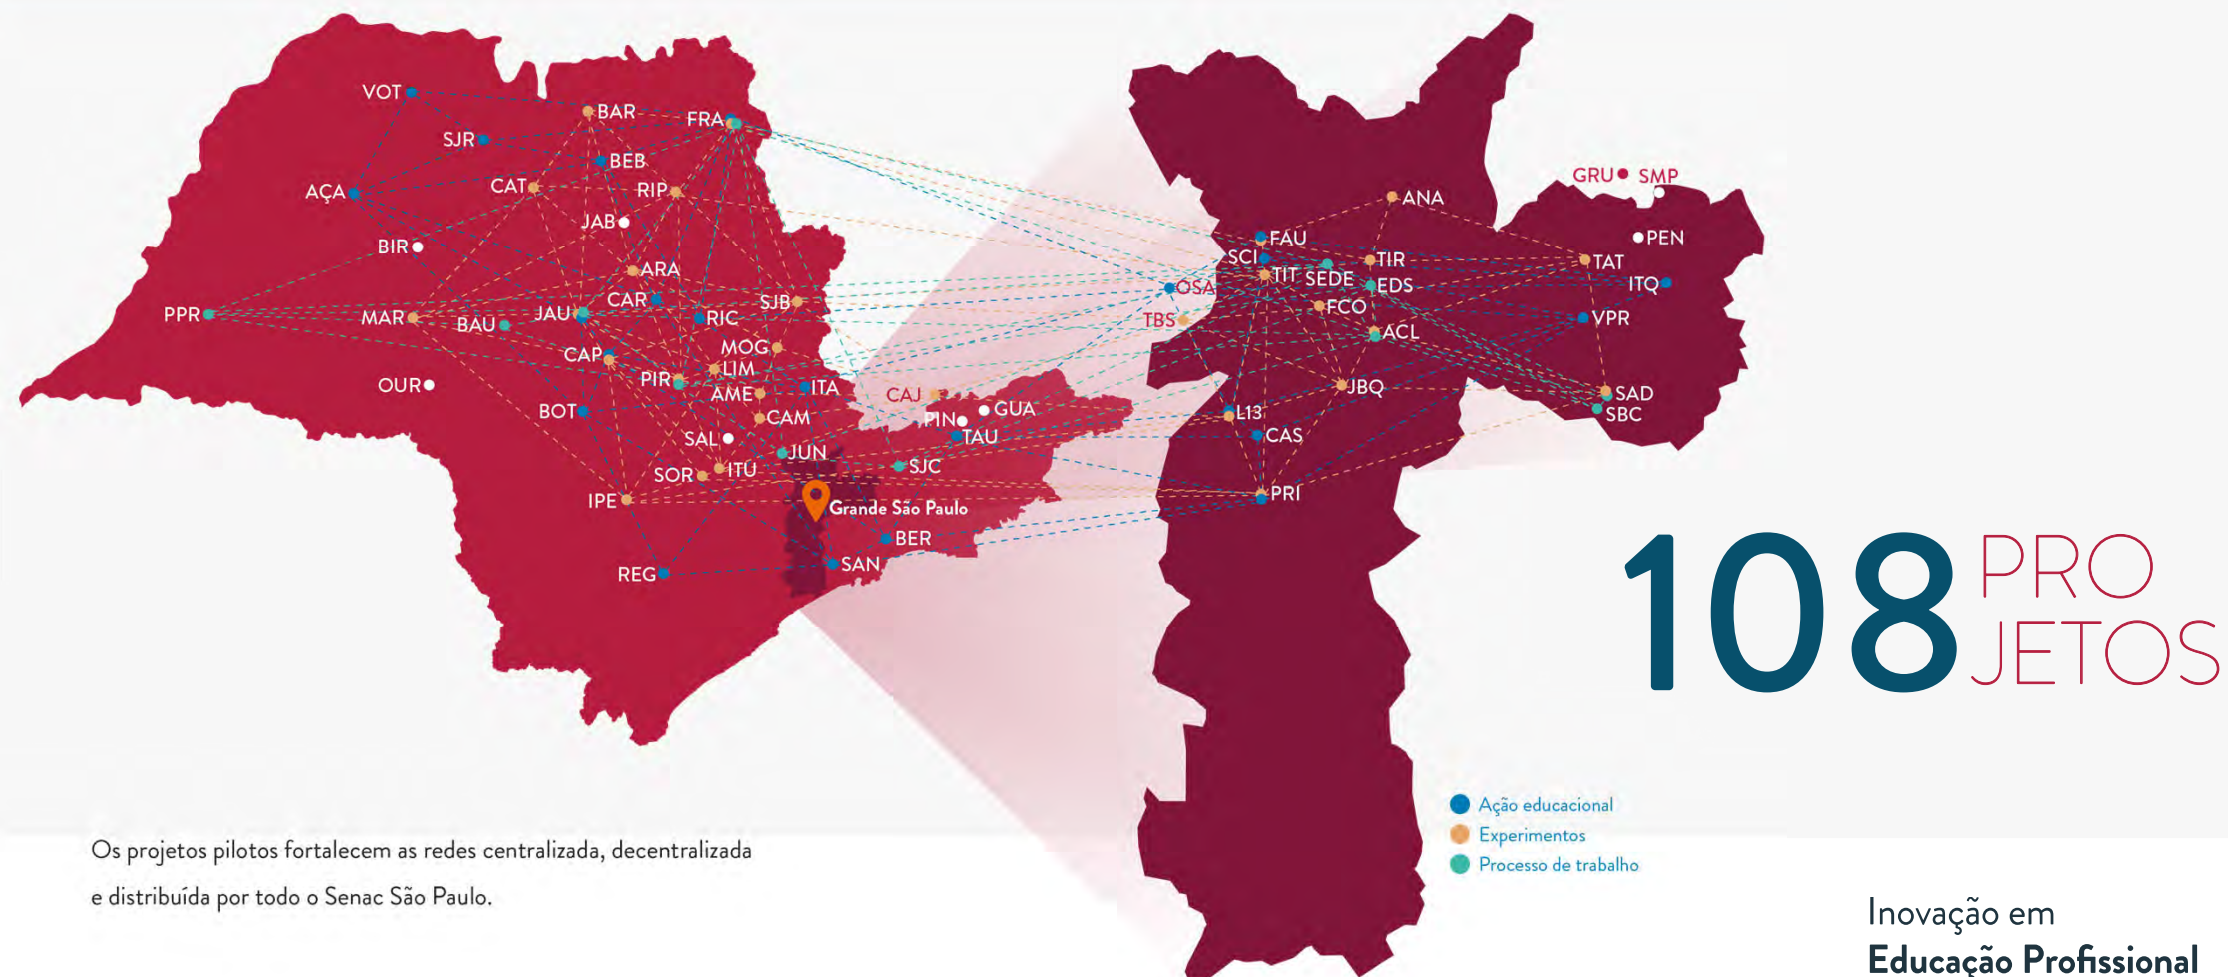 VOT
BAR
FRA
SJR
BEB
AÇA
CAT
RIP
JAB
BIR
ARA
CAR
SJB
PPR
MAR
BAU
JAU
RIC
CAP
MOG
LIM
PIR
OUR
AME
ITA
BOT
CAM
CAJ
PIN
GUA
TAU
SAL
JUN
SJC
SOR
ITU
IPE
Grande São Paulo
BER
SAN
REG
ANA
GRU
SMP
PEN
FAU
SCI
TIR
TAT
TIT
SEDE
EDS
ITQ
OSA
FCO
TBS
VPR
ACL
JBQ
SAD
SBC
L13
CAS
PRI
108 PRO
JETOS
Ação educacional
Experimentos
Processo de trabalho
Os projetos pilotos fortalecem as redes centralizada, decentralizada
e distribuída por todo o Senac São Paulo.
Inovação em
Educação Profissional